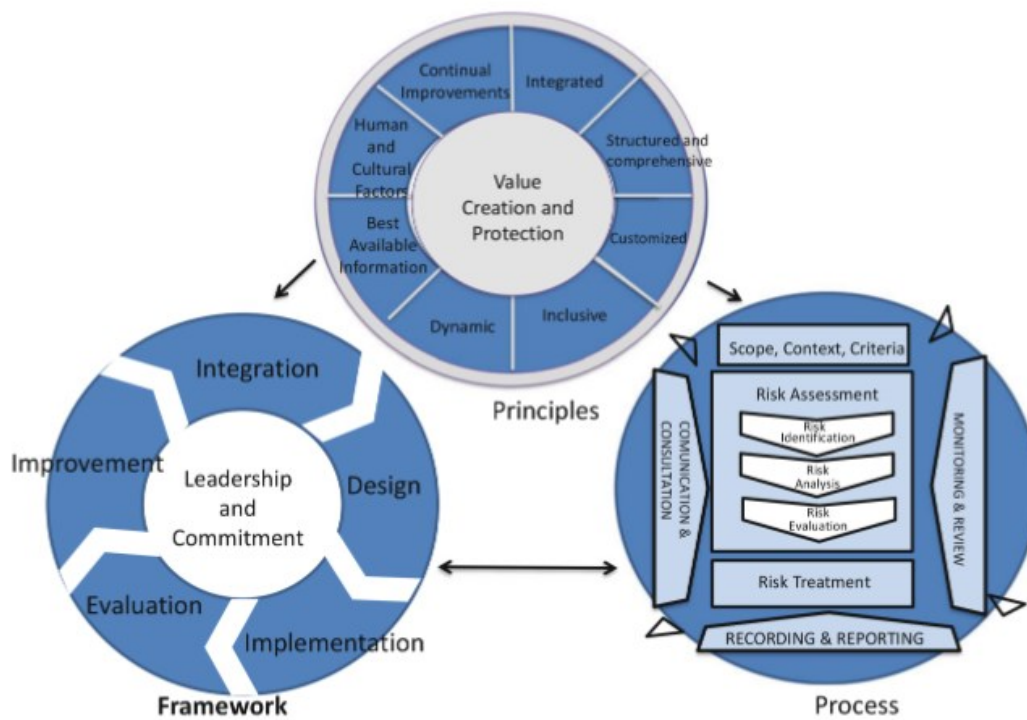 Continual
Improvements
Integrated
Human
and
Cultural
Factors
Structured and
comprehensive
Value
Creation and
Protection
Best
Available
Information
Customized
Dynamic
Inclusive
Principles
Integration
Improvement
Design
Leadership
and
Commitment
Evaluation
Implementation
Framework
Scope, Context, Criteria
Risk Assessment
Risk
Identification
Risk
Analysis
Risk
Evaluation
COMUNICATION &
CONSULTATION
MONITORING & REVIEW
Risk Treatment
RECORDING & REPORTING
Process